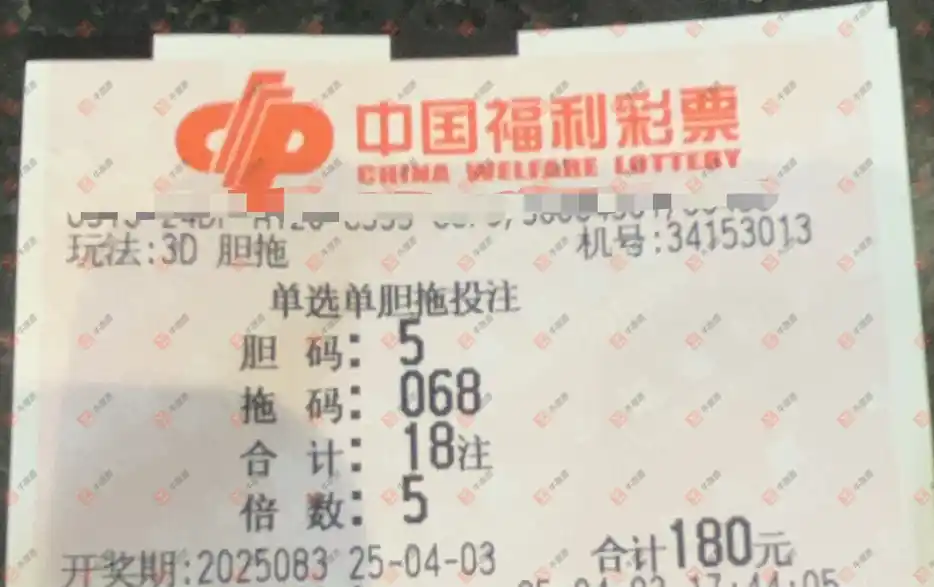 中国福利彩票
CHINA WELFARE LOTTERY
玩法:3D 胆拖 机号:34153013
单选单胆拖投注
胆 码: 5
拖 码: 068
合 计: 18注
倍 数: 5
开奖期:2025083 25-04-03 合计180元